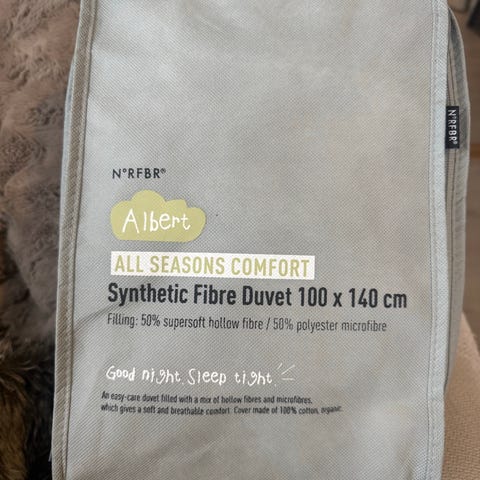 N°RFBR®
N°RFBR®
Albert
ALL SEASONS COMFORT
Synthetic Fibre Duvet 100 x 140 cm
Filling: 50% supersoft hollow fibre / 50% polyester microfibre
Good night. Sleep tight.
An easy-care duvet filled with a mix of hollow fibres and microfibres,
which gives a soft and breathable comfort. Cover made of 100% cotton, organic.